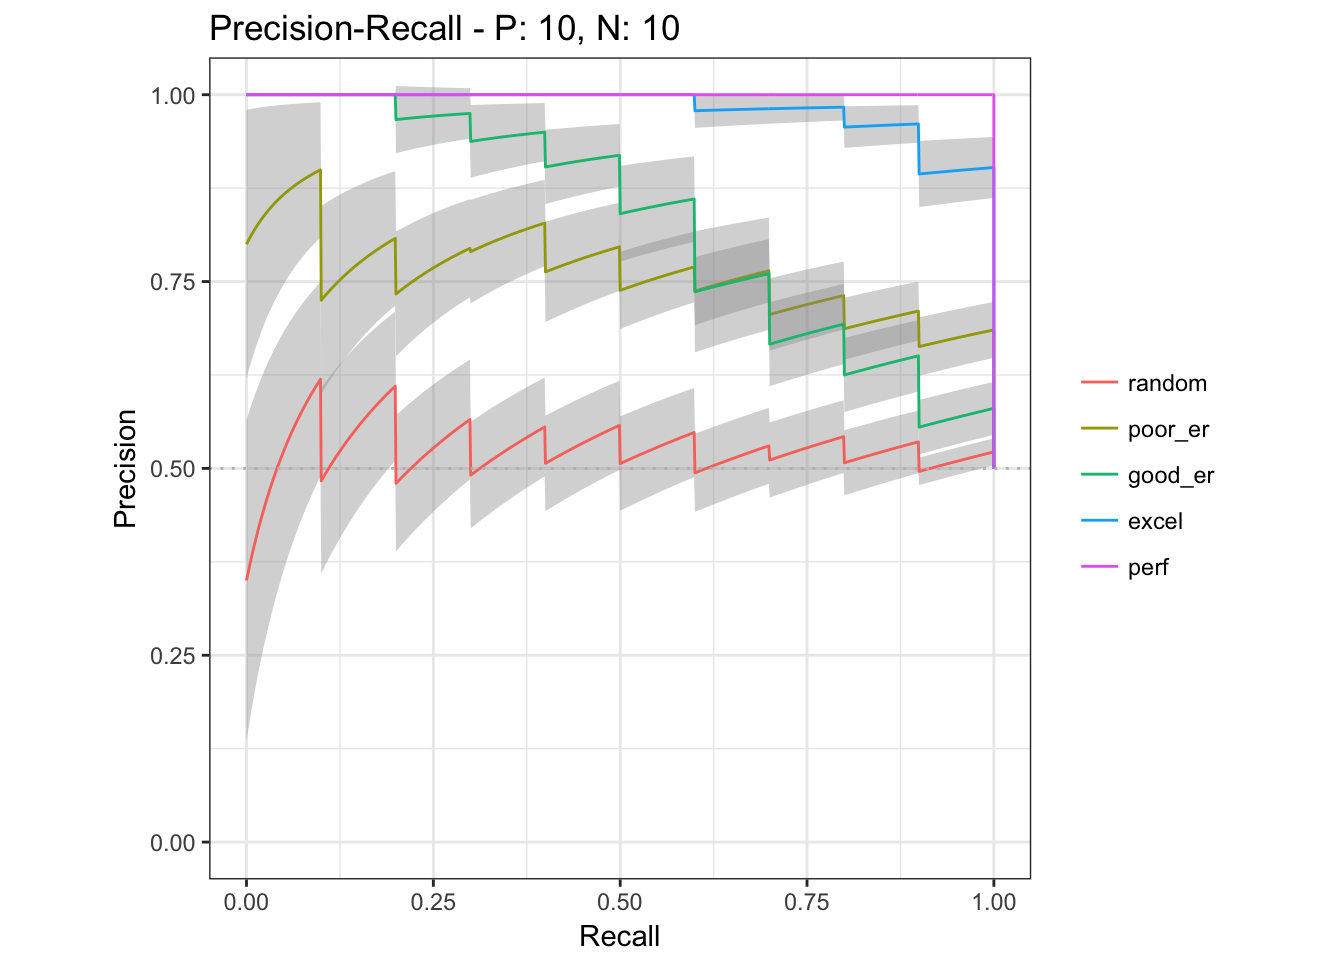 Precision-Recall - P: 10, N: 10
Precision
1.00
0.75
0.50
0.25
0.00
0.00 0.25 0.50 0.75 1.00
Recall
random
poor_er
good_er
excel
perf